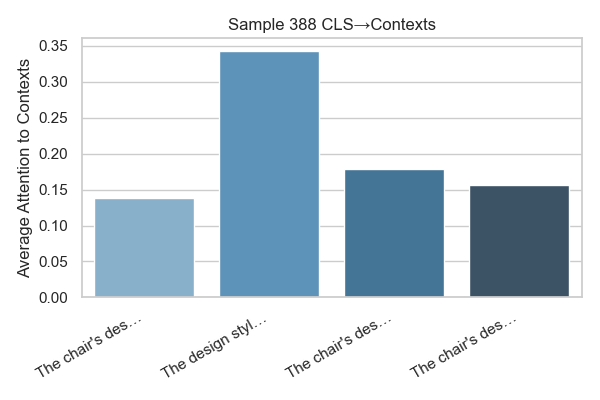 Sample 388 CLS→Contexts
Average Attention to Contexts
0.35
0.30
0.25
0.20
0.15
0.10
0.05
0.00
The chair's des…
The design styl…
The chair's des…
The chair's des…